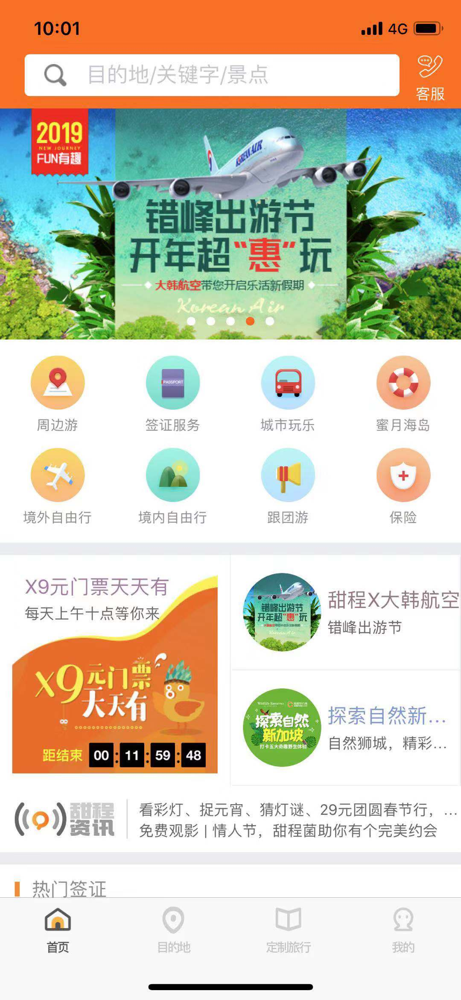 10:01
4G
目的地/关键字/景点
客服
2019
NEW JOURNEY
FUN有趣
KOREAN AIR
错峰出游节
开年超“惠”玩
大韩航空带您开启乐活新假期
Korean Air
PASSPORT
周边游
签证服务
城市玩乐
蜜月海岛
境外自由行
境内自由行
跟团游
保险
X9元门票天天有
每天上午十点等你来
X9元门票
天天有
距结束 00 : 11 : 59 : 48
错峰出游节
开年超“惠”玩
大韩航空带您开启乐活新假期
Korean Air
甜程X大韩航空
错峰出游节
Wildlife Reserves
探索自然
新加坡
打卡五大奇趣野生体验
探索自然新...
自然狮城，精彩...
甜程
资讯
看彩灯、捉元宵、猜灯谜、29元团圆春节行，...
免费观影 | 情人节，甜程菌助你有个完美约会
热门签证
首页
目的地
定制旅行
我的